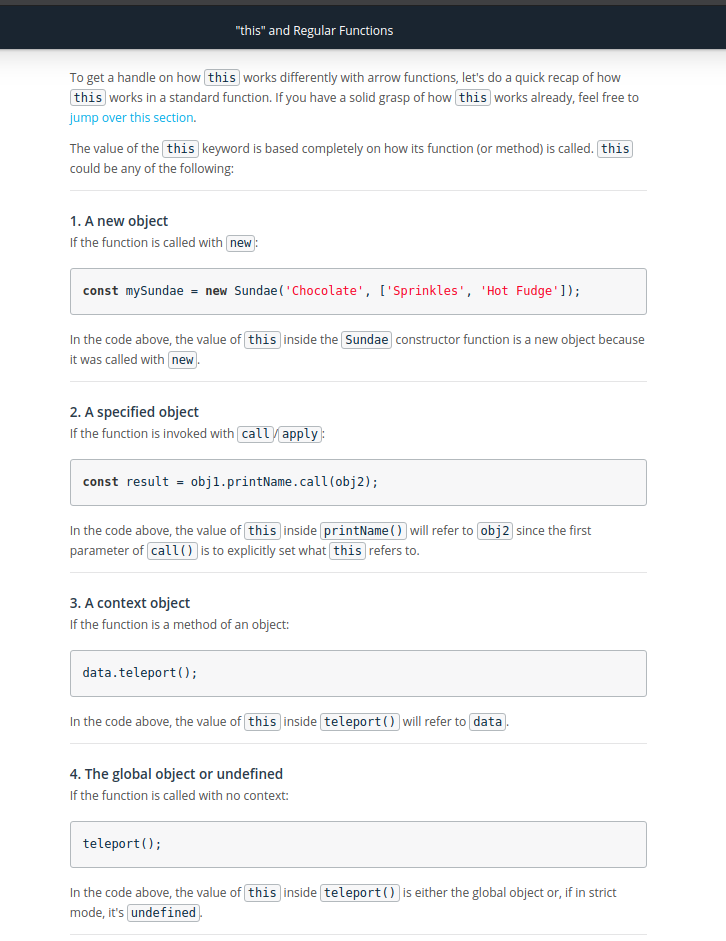 "this" and Regular Functions
To get a handle on how this works differently with arrow functions, let's do a quick recap of how
this works in a standard function. If you have a solid grasp of how this works already, feel free to
jump over this section.
The value of the this keyword is based completely on how its function (or method) is called. this
could be any of the following:
1. A new object
If the function is called with new:
const mySundae = new Sundae('Chocolate', ['Sprinkles', 'Hot Fudge']);
In the code above, the value of this inside the Sundae constructor function is a new object because
it was called with new.
2. A specified object
If the function is invoked with call/apply:
const result = obj1.printName.call(obj2);
In the code above, the value of this inside printName() will refer to obj2 since the first
parameter of call() is to explicitly set what this refers to.
3. A context object
If the function is a method of an object:
data.teleport();
In the code above, the value of this inside teleport() will refer to data.
4. The global object or undefined
If the function is called with no context:
teleport();
In the code above, the value of this inside teleport() is either the global object or, if in strict
mode, it's undefined.